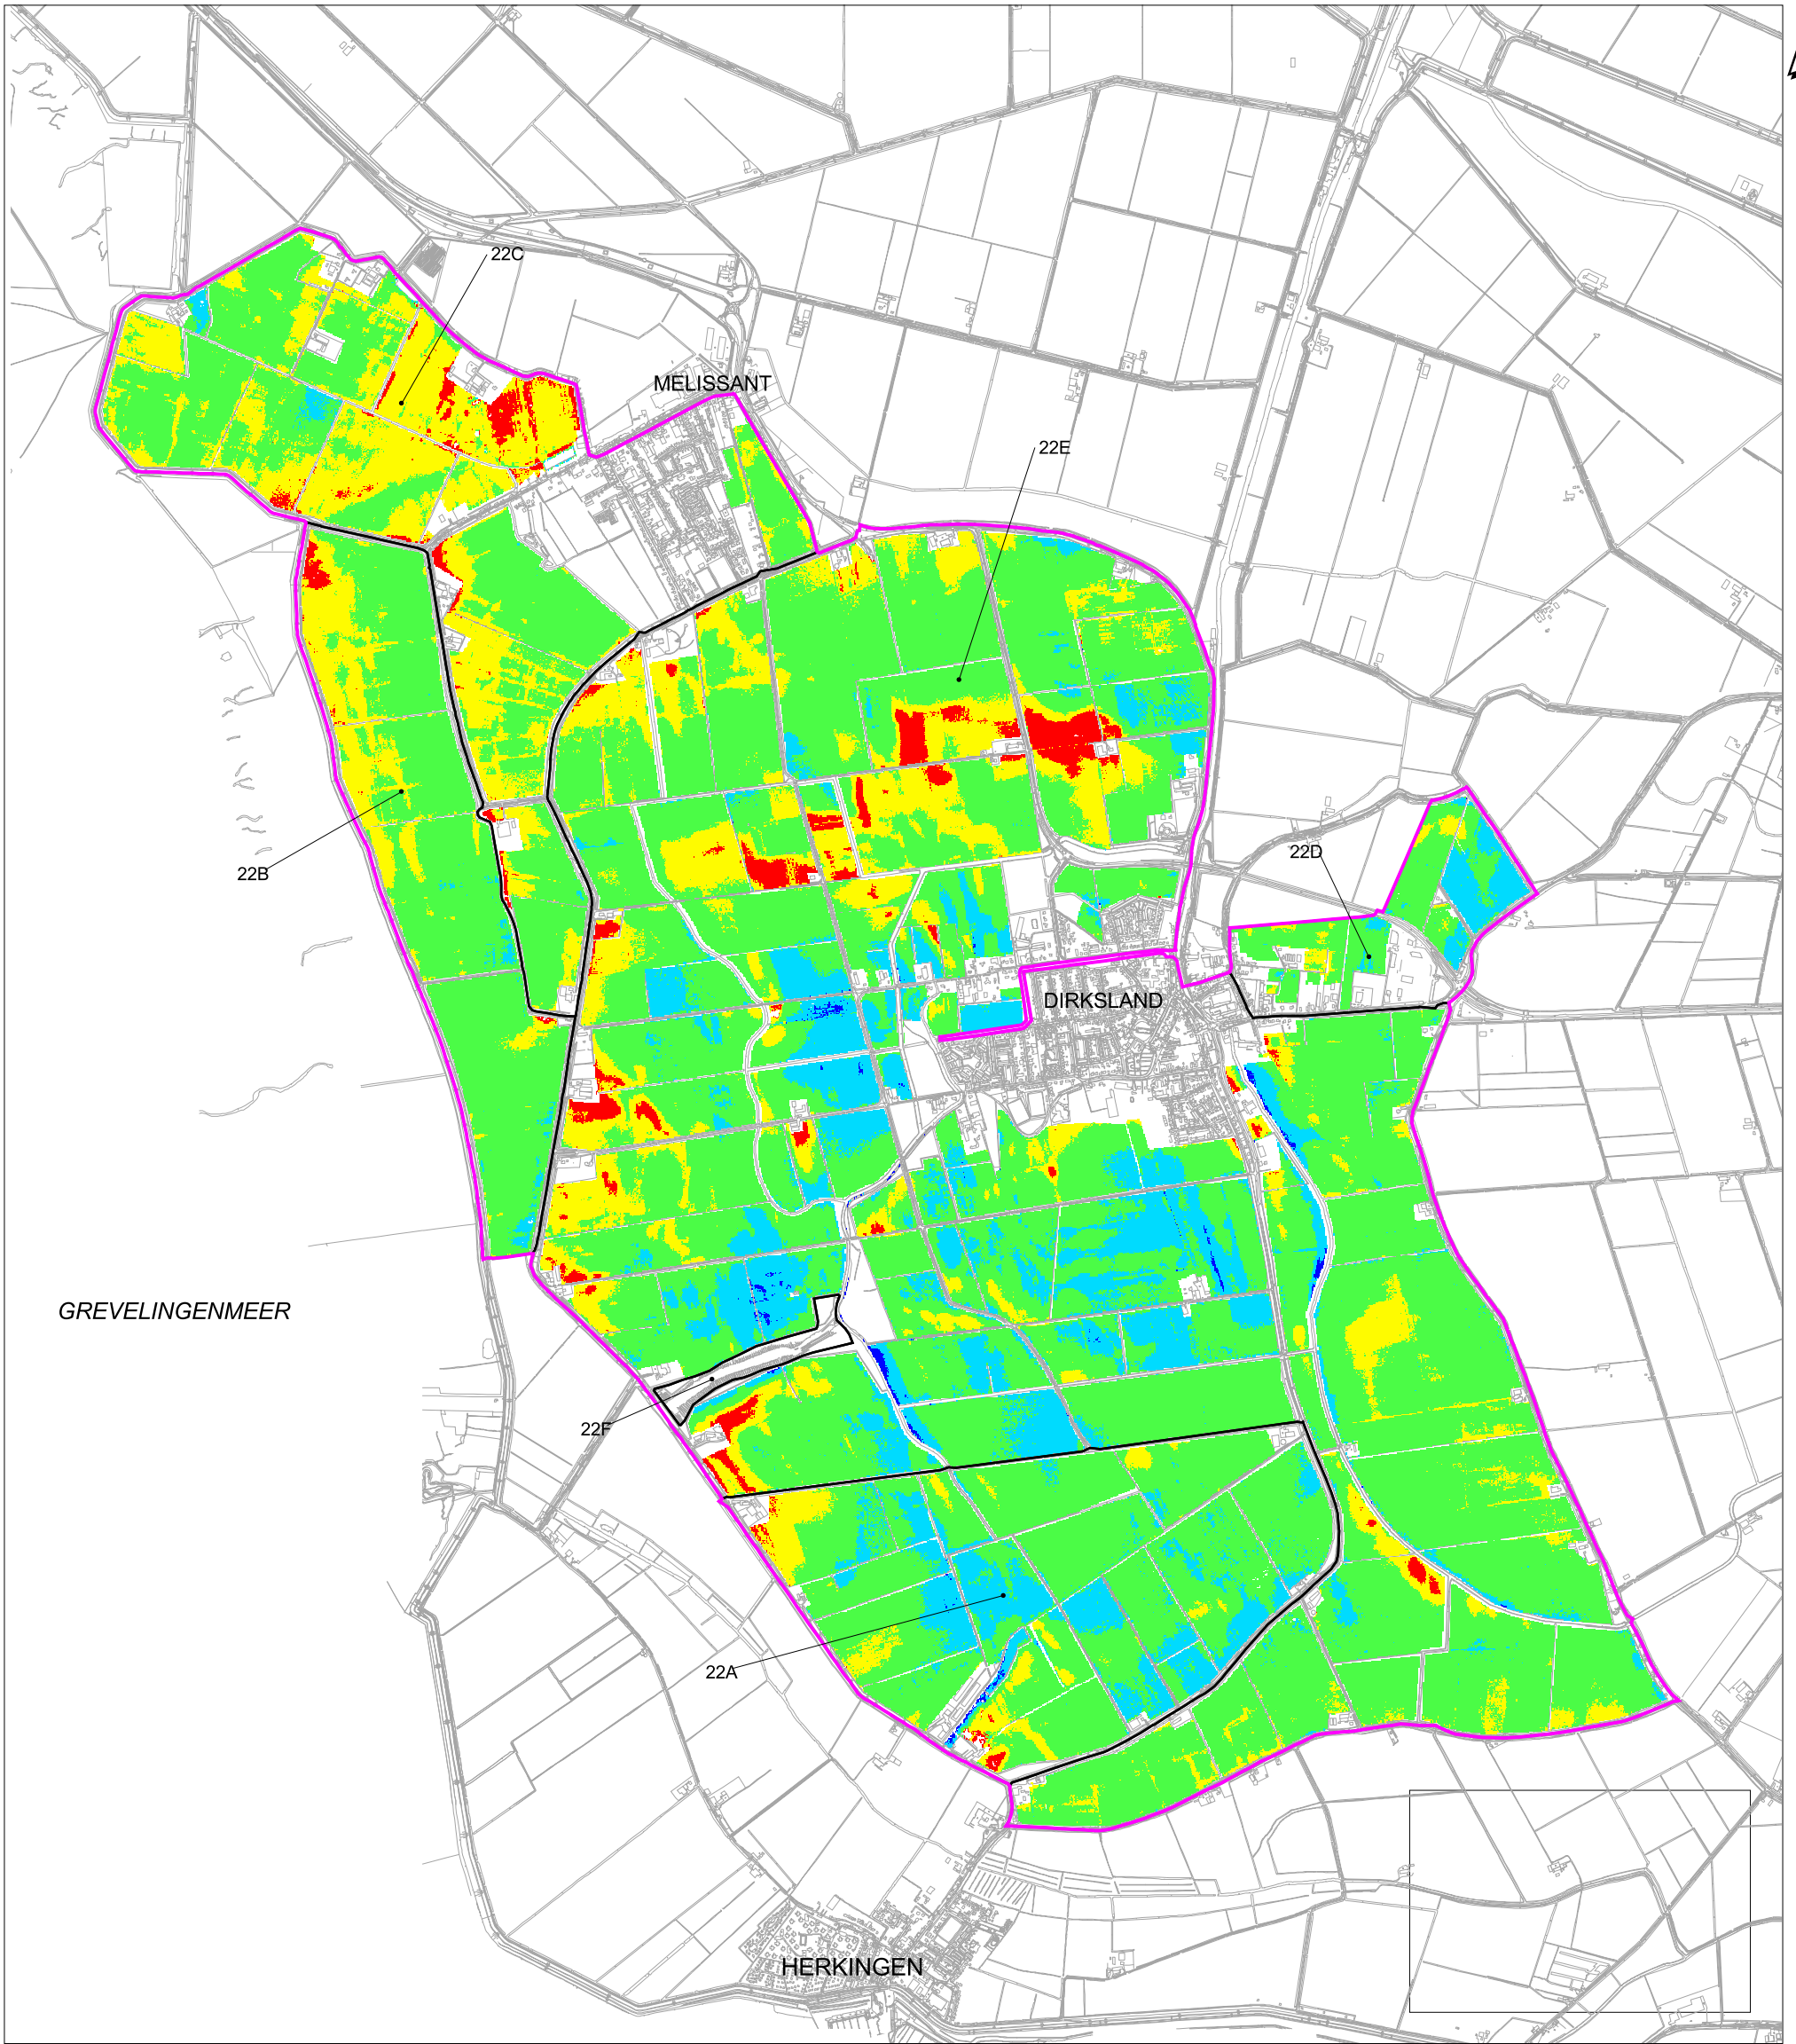 22C
MELISSANT
22E
22B
22D
DIRKSLAND
GREVELINGENMEER
22F
22A
HERKINGEN